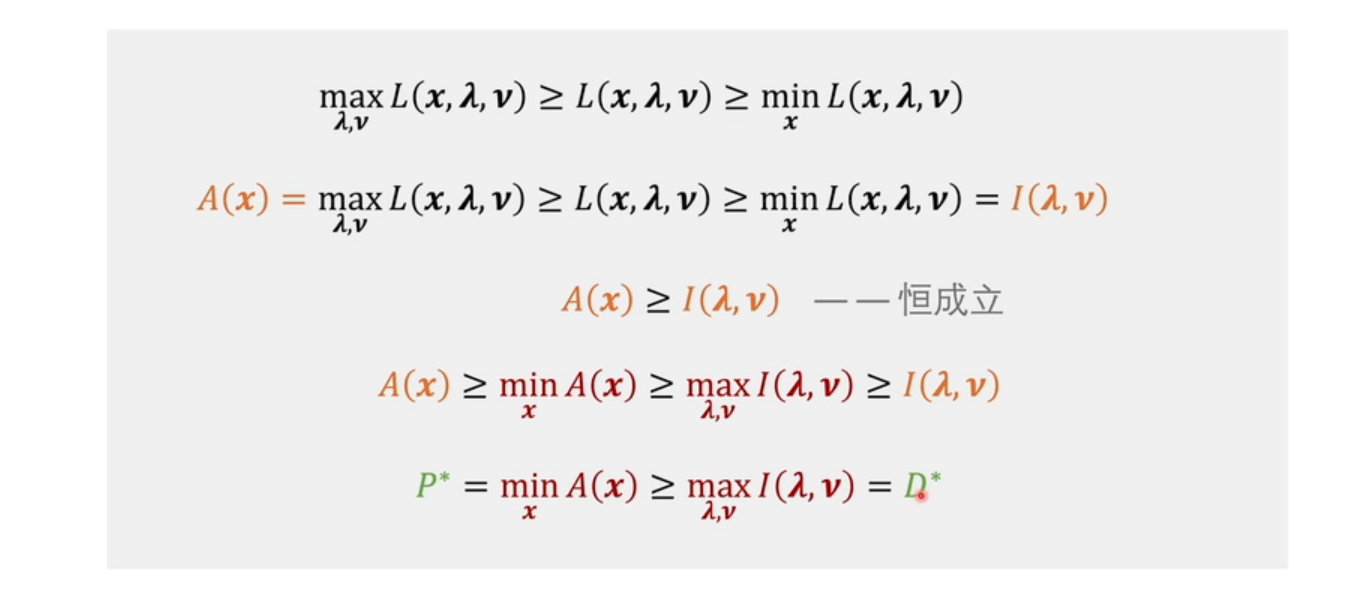 max_{λ,ν} L(x, λ, ν) ≥ L(x, λ, ν) ≥ min_x L(x, λ, ν)
A(x) = max_{λ,ν} L(x, λ, ν) ≥ L(x, λ, ν) ≥ min_x L(x, λ, ν) = I(λ, ν)
A(x) ≥ I(λ, ν) —— 恒成立
A(x) ≥ min_x A(x) ≥ max_{λ,ν} I(λ, ν) ≥ I(λ, ν)
P* = min_x A(x) ≥ max_{λ,ν} I(λ, ν) = D*